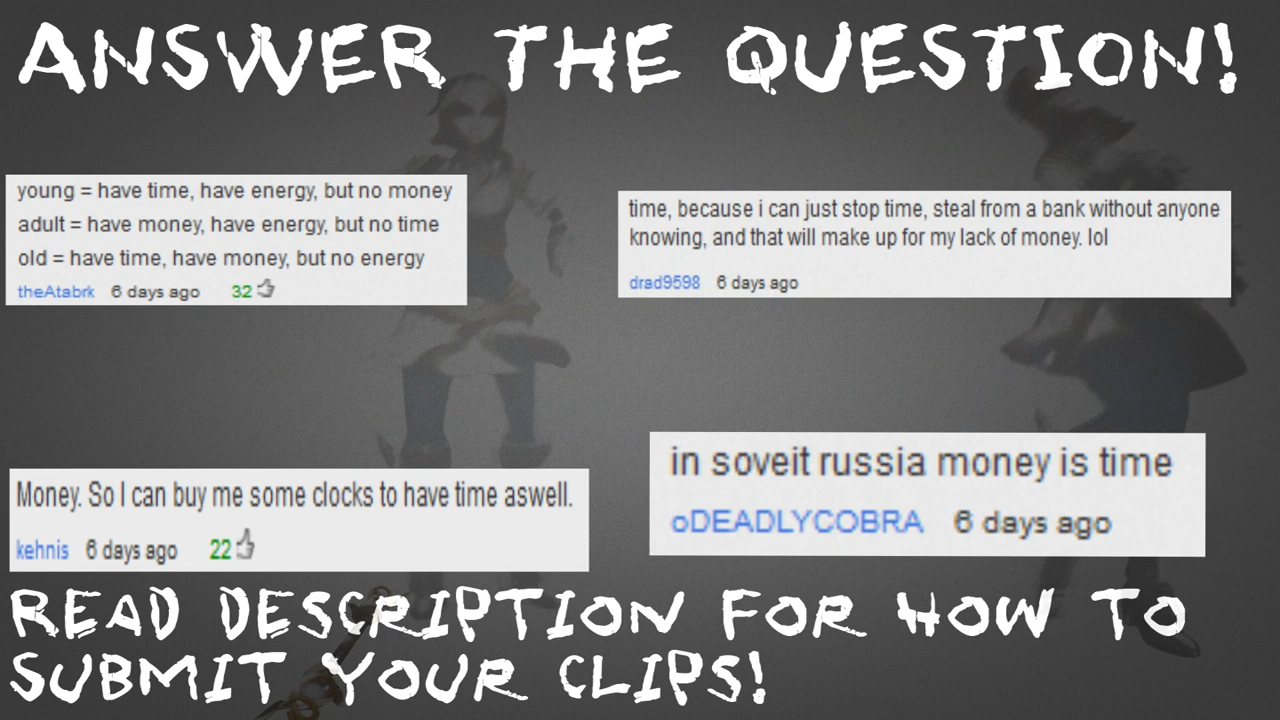 ANSWER THE QUESTION!
young = have time, have energy, but no money
adult = have money, have energy, but no time
old = have time, have money, but no energy
theAtabrk 6 days ago 32
time, because i can just stop time, steal from a bank without anyone
knowing, and that will make up for my lack of money. lol
drad9598 6 days ago
Money. So I can buy me some clocks to have time aswell.
kehnis 6 days ago 22
in soveit russia money is time
oDEADLYCOBRA 6 days ago
READ DESCRIPTION FOR HOW TO
SUBMIT YOUR CLIPS!